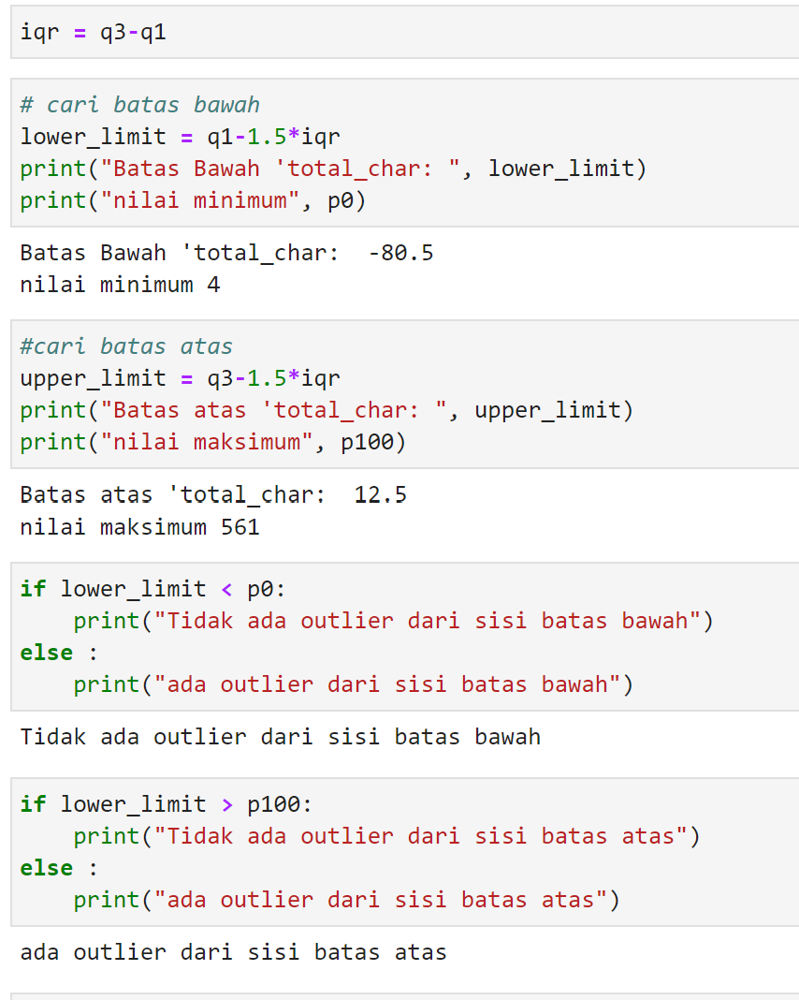 iqr = q3-q1
# cari batas bawah
lower_limit = q1-1.5*iqr
print("Batas Bawah 'total_char: ", lower_limit)
print("nilai minimum", p0)
Batas Bawah 'total_char:  -80.5
nilai minimum 4
#cari batas atas
upper_limit = q3-1.5*iqr
print("Batas atas 'total_char: ", upper_limit)
print("nilai maksimum", p100)
Batas atas 'total_char:  12.5
nilai maksimum 561
if lower_limit < p0:
    print("Tidak ada outlier dari sisi batas bawah")
else :
    print("ada outlier dari sisi batas bawah")
Tidak ada outlier dari sisi batas bawah
if lower_limit > p100:
    print("Tidak ada outlier dari sisi batas atas")
else :
    print("ada outlier dari sisi batas atas")
ada outlier dari sisi batas atas